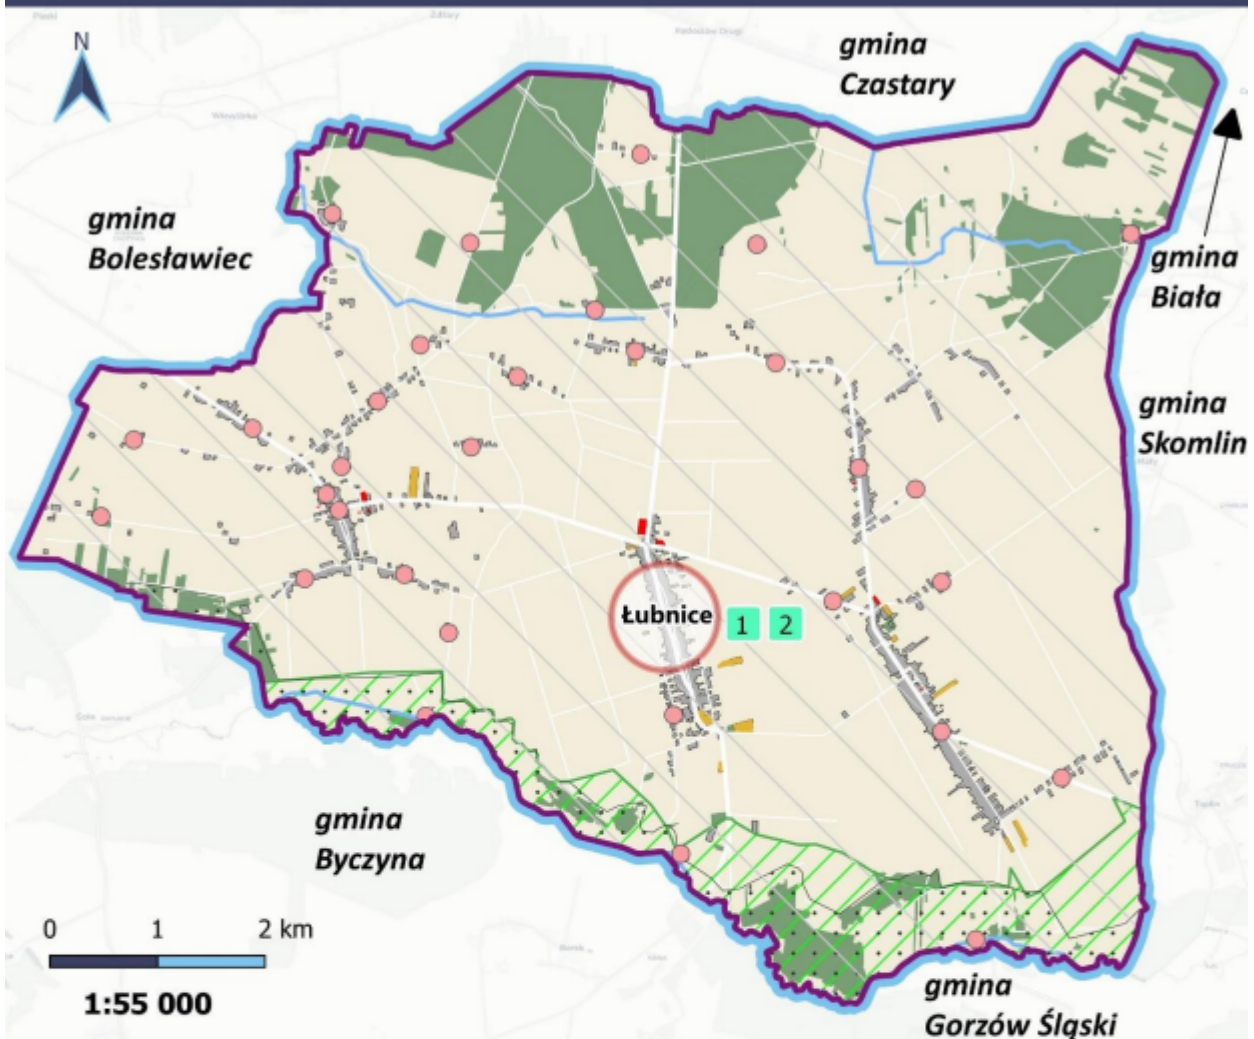 N
gmina
Czastary
gmina
Bolesławiec
gmina
Biała
gmina
Skomlin
Łubnice
1 2
gmina
Byczyna
0 1 2 km
1:55 000
gmina
Gorzów Śląski